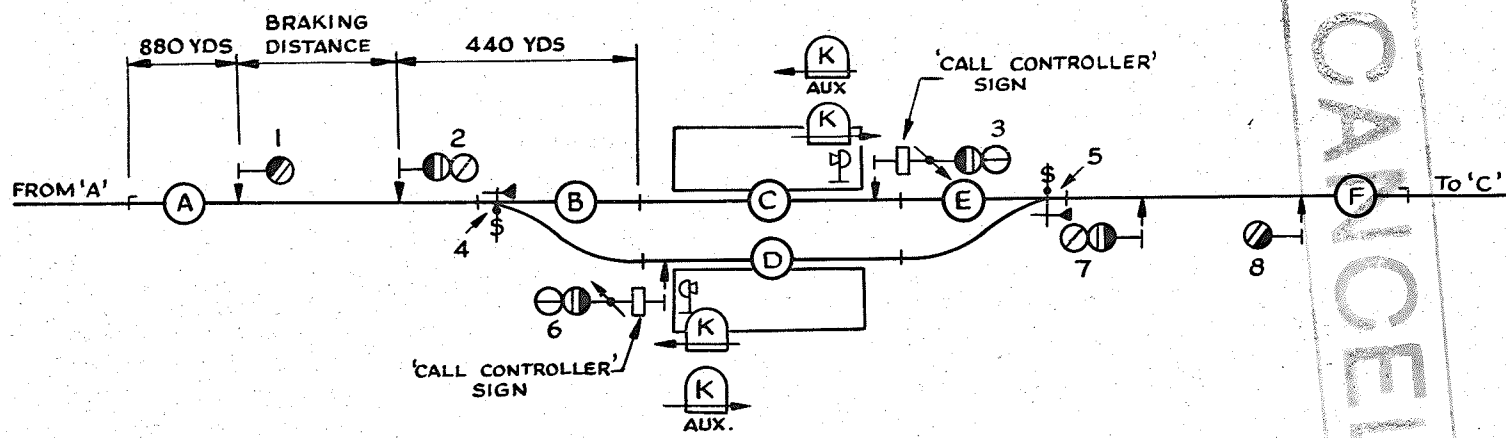 880 YDS
BRAKING
DISTANCE
440 YDS
K
AUX
'CALL CONTROLLER'
SIGN
K
1
2
3
$
5
FROM 'A'
A
B
C
E
F
TO 'C'
4
$
D
6
K
7
8
'CALL CONTROLLER'
SIGN
K
AUX.
CANCEL